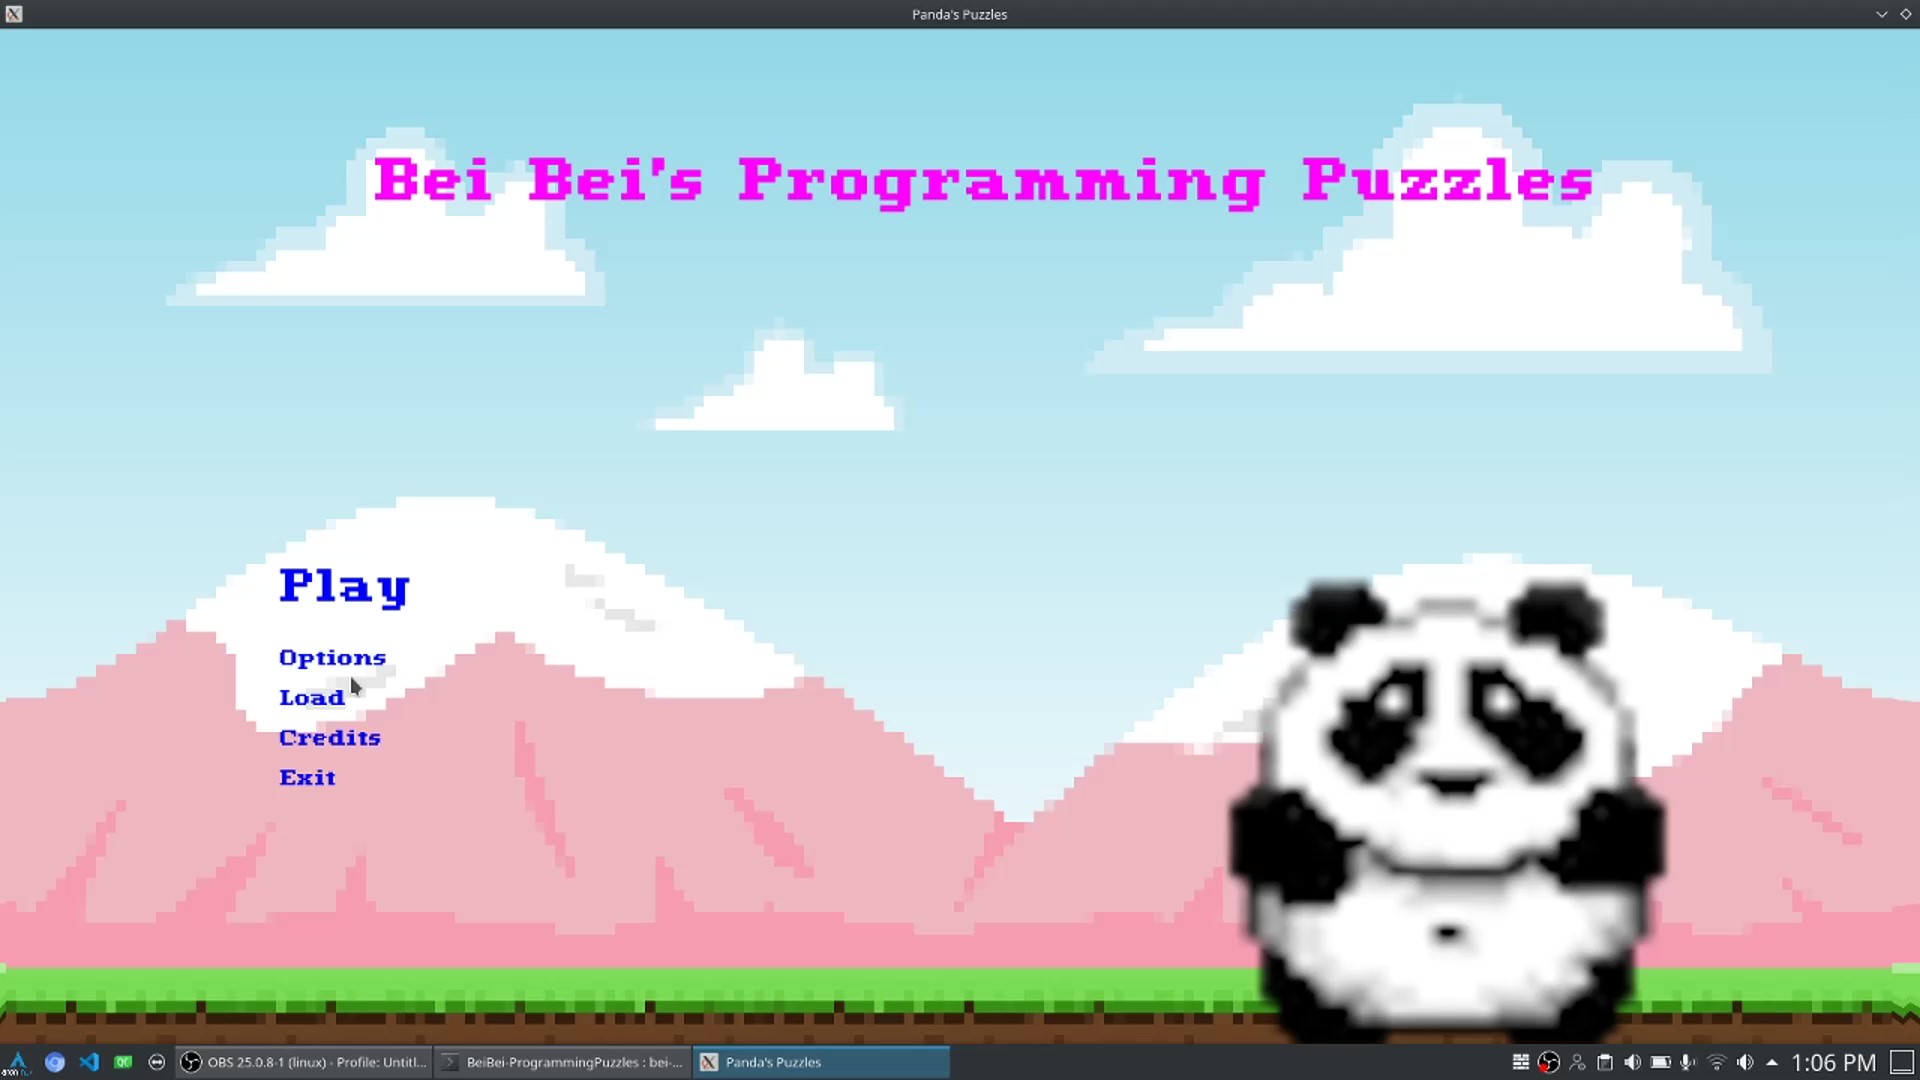 Panda's Puzzles
Bei Bei's Programming Puzzles
Play
Options
Load
Credits
Exit
OBS 25.0.8-1 (linux) - Profile: Untitl...
BeiBei-ProgrammingPuzzles : bei-...
Panda's Puzzles
1:06 PM